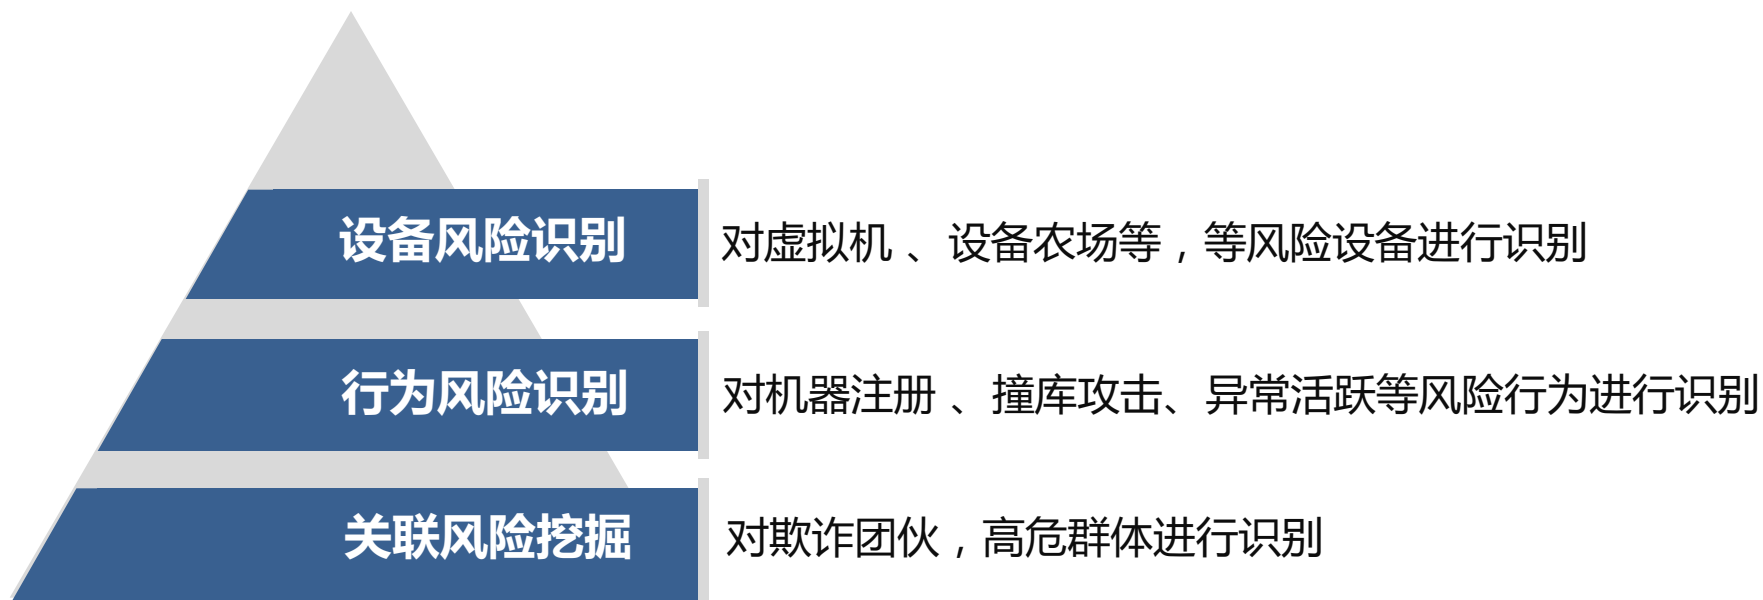 设备风险识别
对虚拟机 、设备农场等，等风险设备进行识别
行为风险识别
对机器注册 、撞库攻击、异常活跃等风险行为进行识别
关联风险挖掘
对欺诈团伙，高危群体进行识别